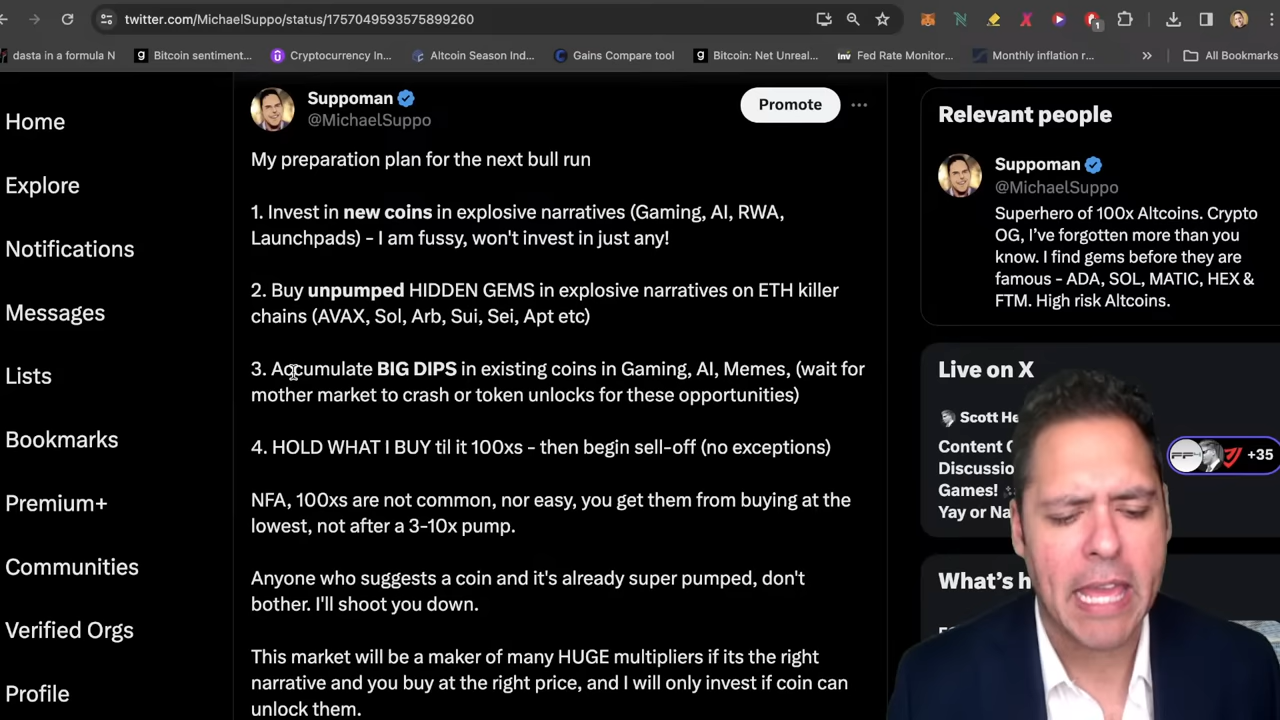 twitter.com/MichaelSuppo/status/1757049593575899260
1
dasta in a formula N
Bitcoin sentiment...
Cryptocurrency In...
Altcoin Season Ind...
Gains Compare tool
Bitcoin: Net Unreal...
Fed Rate Monitor...
Monthly inflation r...
»
All Bookmarks
Home
Explore
Notifications
Messages
Lists
Bookmarks
Premium+
Communities
Verified Orgs
Profile
Suppoman
@MichaelSuppo
Promote
My preparation plan for the next bull run
1. Invest in new coins in explosive narratives (Gaming, AI, RWA,
Launchpads) - I am fussy, won't invest in just any!
2. Buy unpumped HIDDEN GEMS in explosive narratives on ETH killer
chains (AVAX, Sol, Arb, Sui, Sei, Apt etc)
3. Accumulate BIG DIPS in existing coins in Gaming, AI, Memes, (wait for
mother market to crash or token unlocks for these opportunities)
4. HOLD WHAT I BUY til it 100xs - then begin sell-off (no exceptions)
NFA, 100xs are not common, nor easy, you get them from buying at the
lowest, not after a 3-10x pump.
Anyone who suggests a coin and it's already super pumped, don't
bother. I'll shoot you down.
This market will be a maker of many HUGE multipliers if its the right
narrative and you buy at the right price, and I will only invest if coin can
unlock them.
Relevant people
Suppoman
@MichaelSuppo
Superhero of 100x Altcoins. Crypto
OG, I've forgotten more than you
know. I find gems before they are
famous - ADA, SOL, MATIC, HEX &
FTM. High risk Altcoins.
Live on X
Scott He
Content
Discussio
Games!
Yay or Na
+35
What's h